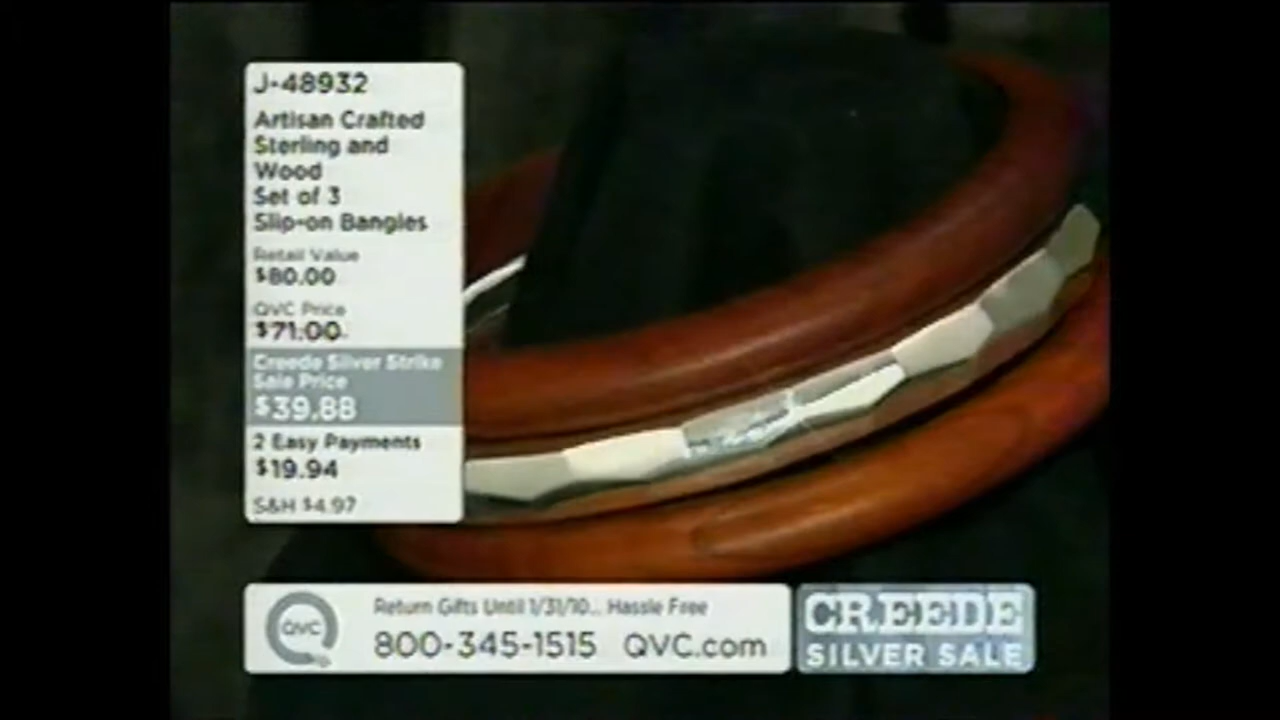 J-48932
Artisan Crafted
Sterling and
Wood
Set of 3
Slip-on Bangles
Retail Value
$80.00
QVC Price
$71.00
Creede Silver Strike
Sale Price
$39.88
2 Easy Payments
$19.94
S&H $4.97
Return Gifts Until 1/31/10... Hassle Free
QVC
800-345-1515 QVC.com
CREEDE
SILVER SALE